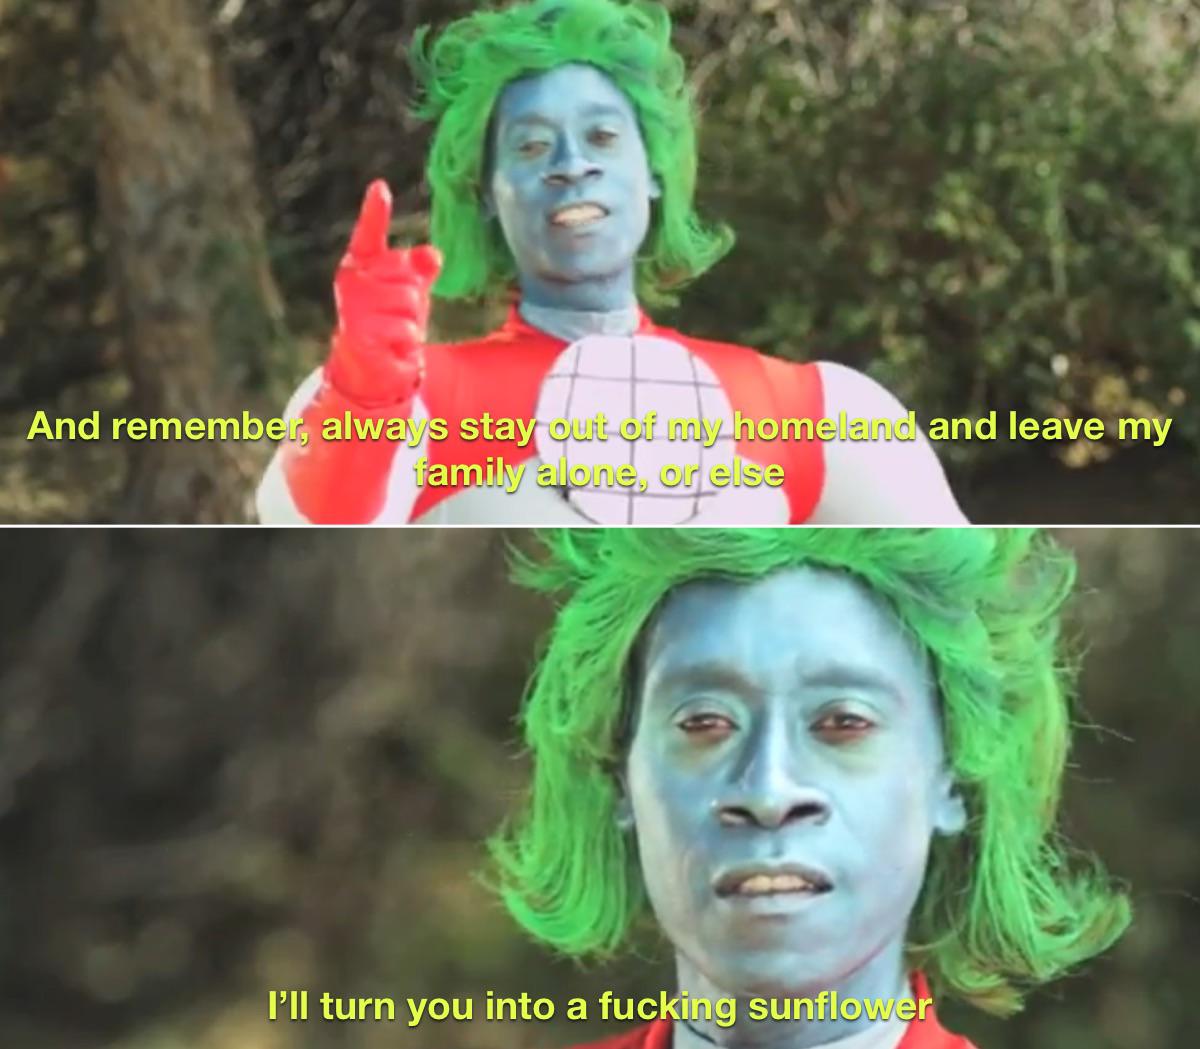 And remember, always stay out of my homeland and leave my
family alone, or else
I’ll turn you into a fucking sunflower